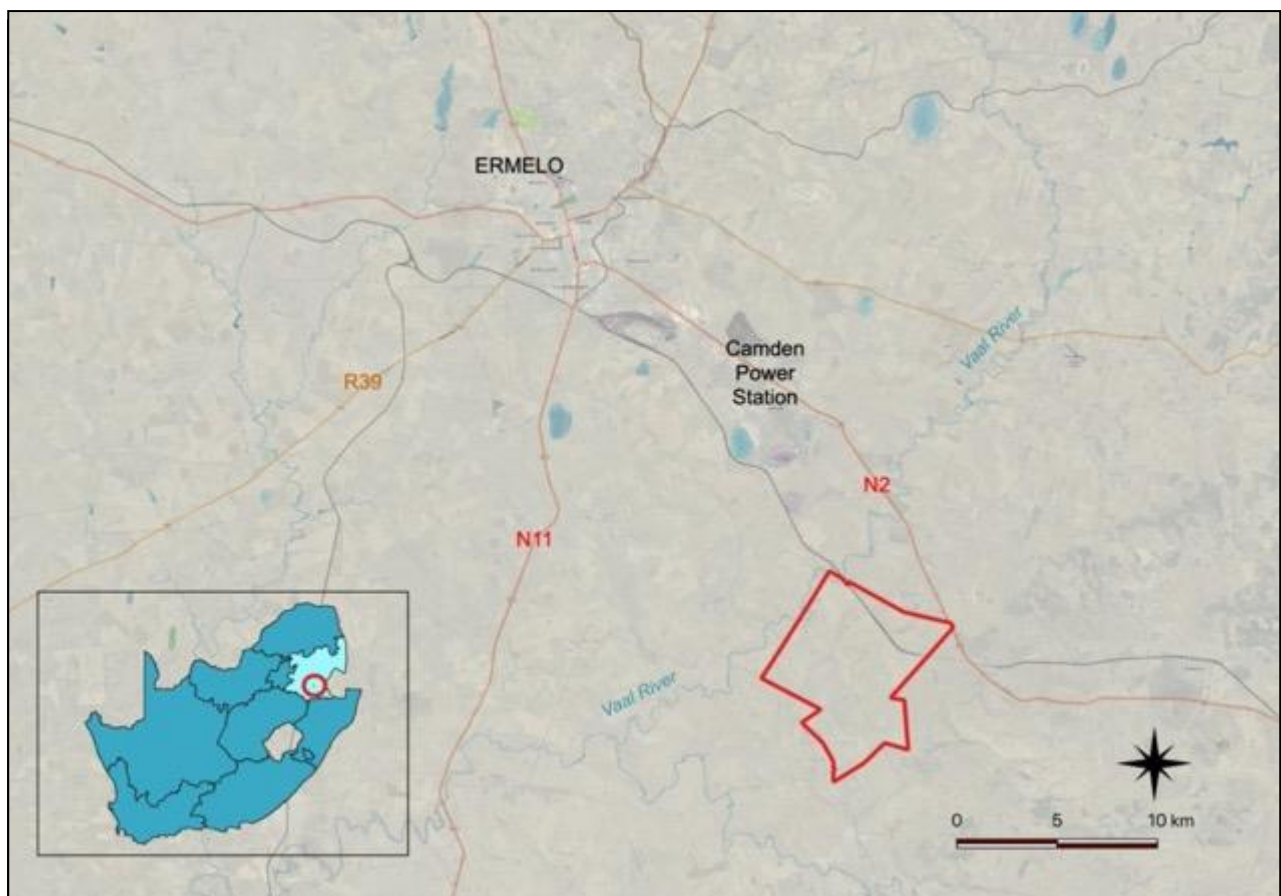 ERMELO
Vaal River
Camden
Power
Station
R39
N2
N11
Vaal River
0 5 10 km